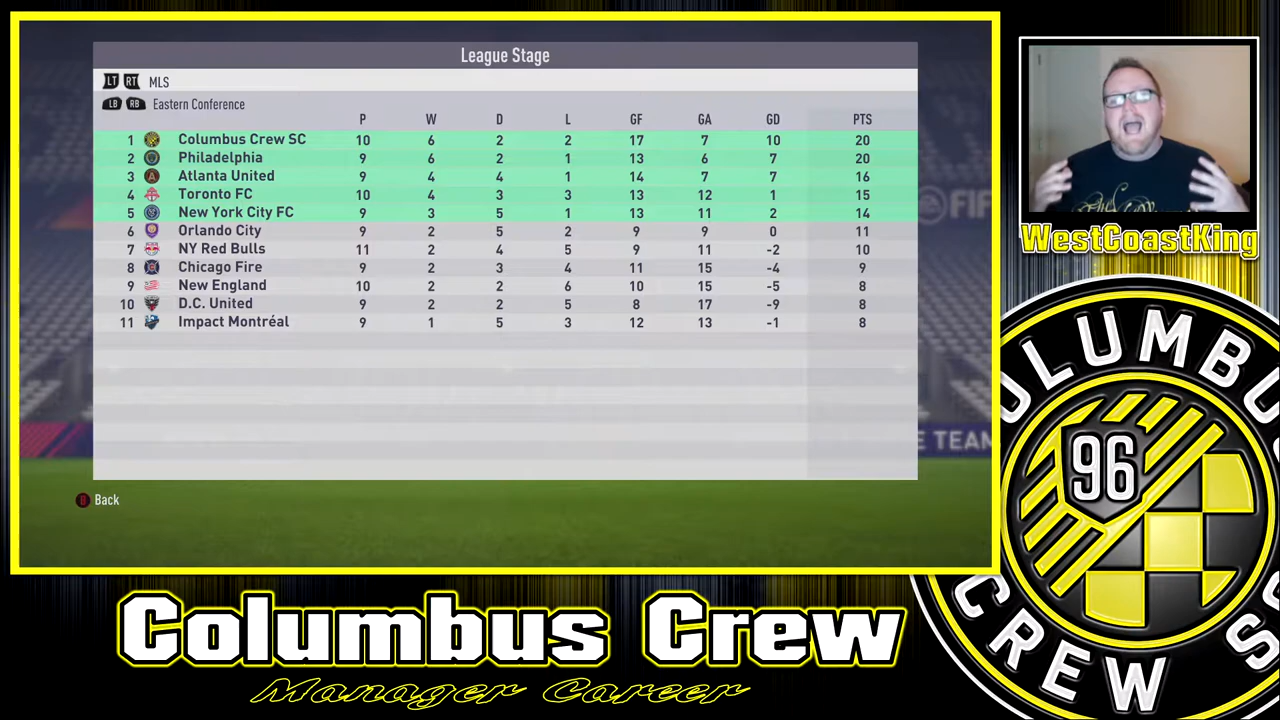 League Stage
LT RT MLS
LB RB Eastern Conference
P W D L GF GA GD PTS
1 Columbus Crew SC 10 6 2 2 17 7 10 20
2 Philadelphia 9 6 2 1 13 6 7 20
3 Atlanta United 9 4 4 1 14 7 7 16
4 Toronto FC 10 4 3 3 13 12 1 15
5 New York City FC 9 3 5 1 13 11 2 14
6 Orlando City 9 2 5 2 9 9 0 11
7 NY Red Bulls 11 2 4 5 9 11 -2 10
8 Chicago Fire 9 2 3 4 11 15 -4 9
9 New England 10 2 2 6 10 15 -5 8
10 D.C. United 9 2 2 5 8 17 -9 8
11 Impact Montréal 9 1 5 3 12 13 -1 8
B Back
EA FIF
E TEAM
WestCoastKing
COLUMBUS
96
CREW SC
Columbus Crew
Manager Career